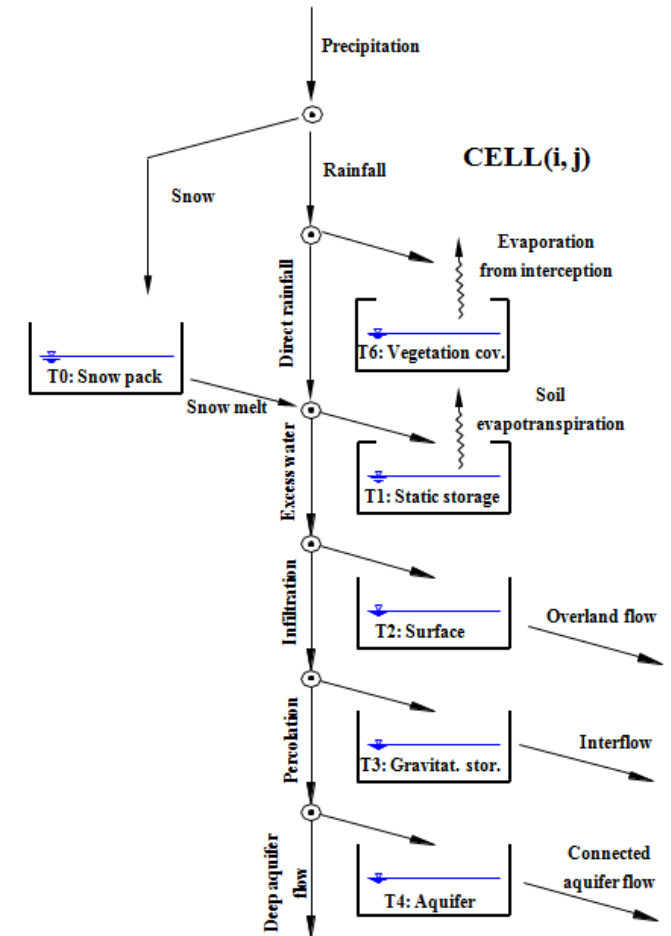 Precipitation
CELL(i, j)
Rainfall
Snow
Evaporation
from interception
Direct rainfall
T6: Vegetation cov.
T0: Snow pack
Snow melt
Soil
evapotranspiration
Excess water
T1: Static storage
Infiltration
T2: Surface
Overland flow
Percolation
T3: Gravitat. stor.
Interflow
Deep aquifer
flow
T4: Aquifer
Connected
aquifer flow